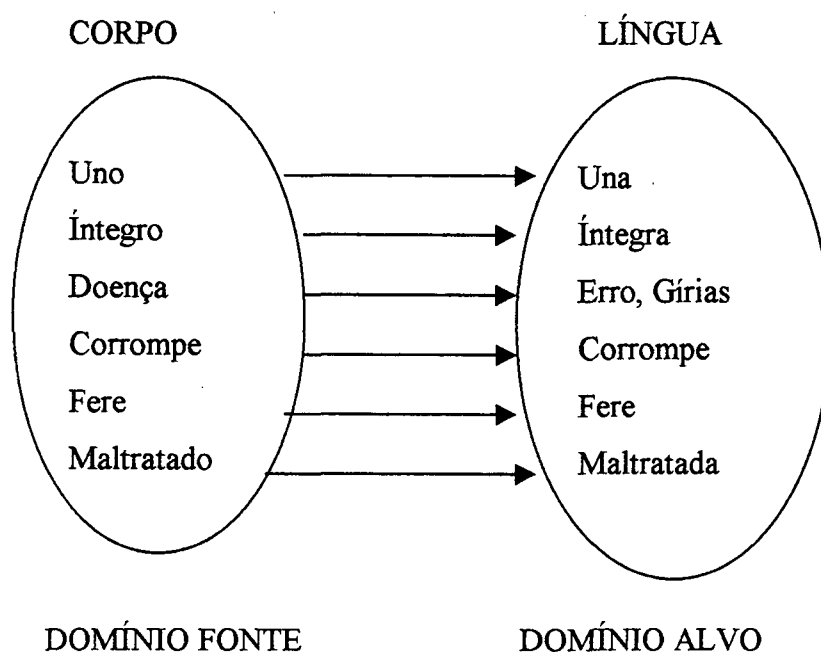 CORPO LÍNGUA
Uno Una
Íntegro Íntegra
Doença Erro, Gírias
Corrompe Corrompe
Fere Fere
Maltratado Maltratada
DOMÍNIO FONTE DOMÍNIO ALVO